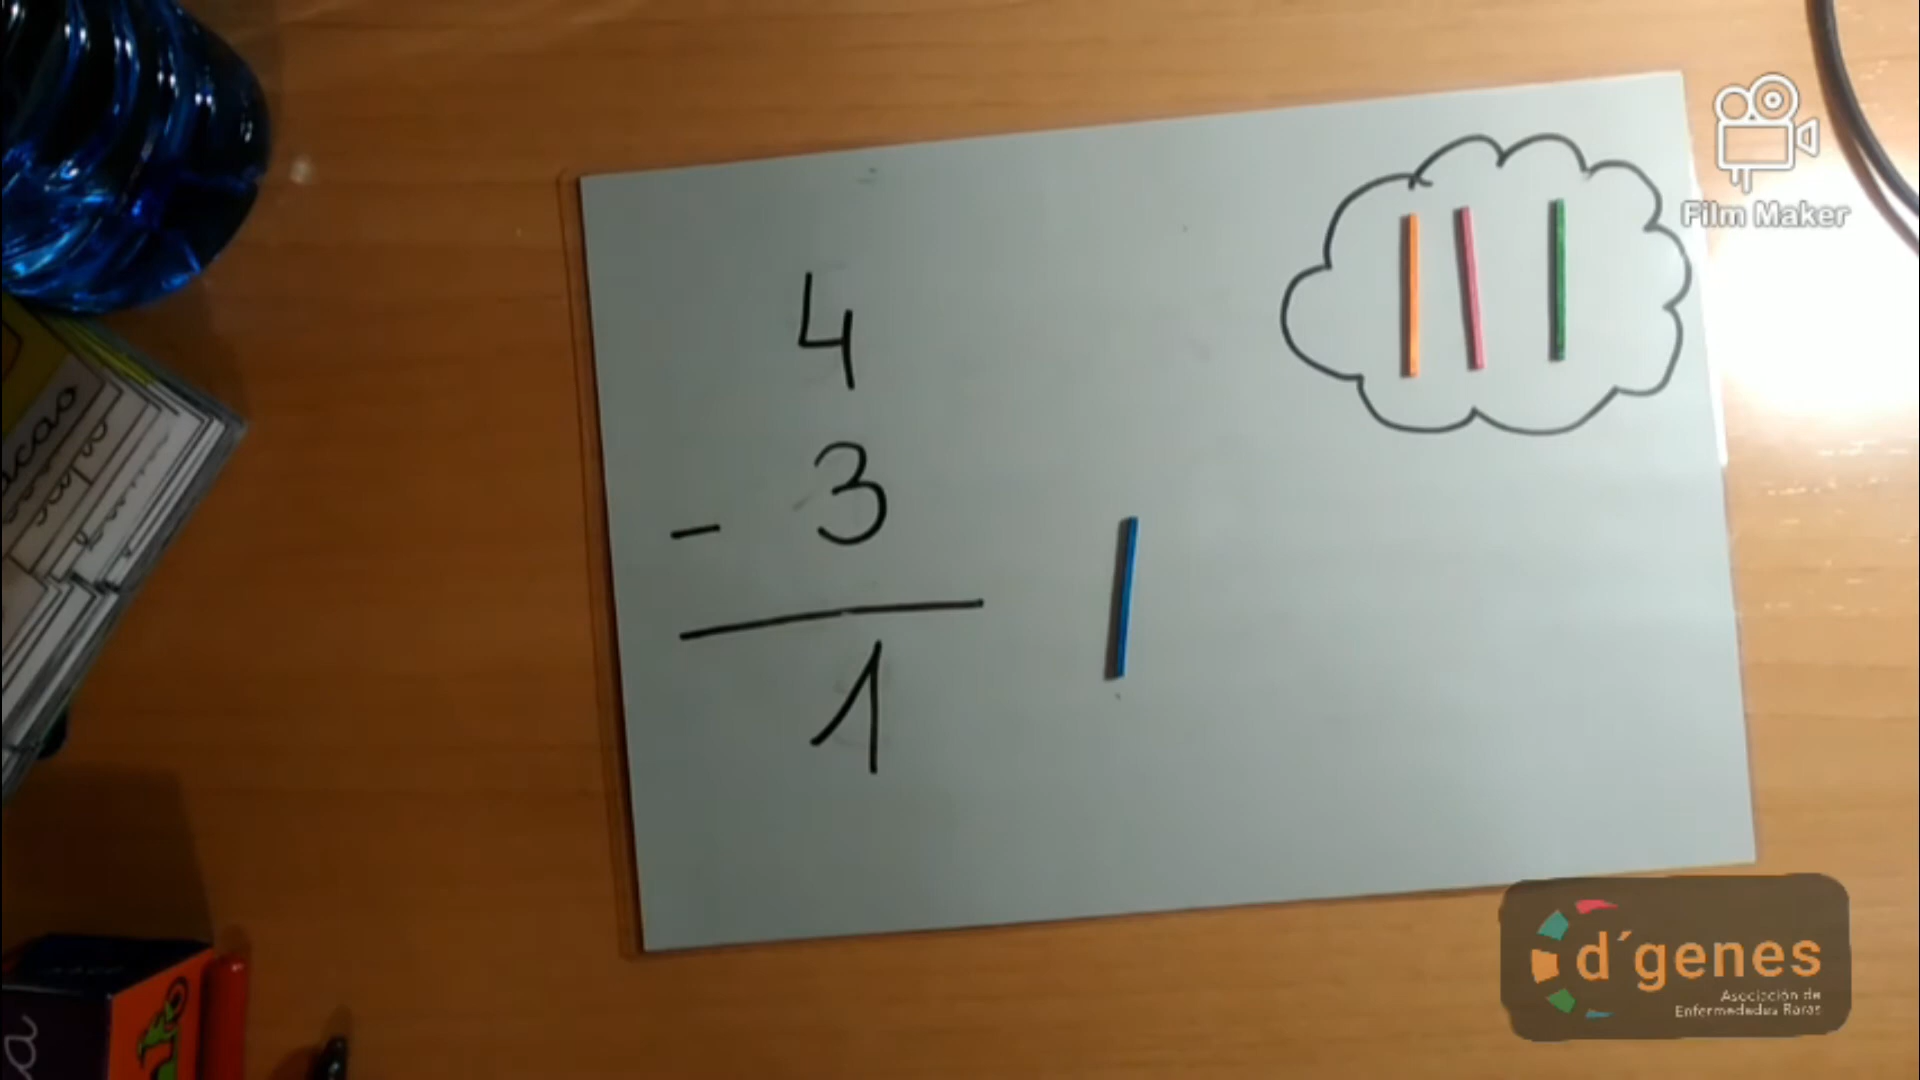 4
- 3
1
Film Maker
d´genes
Asociación de
Enfermedades Raras
a